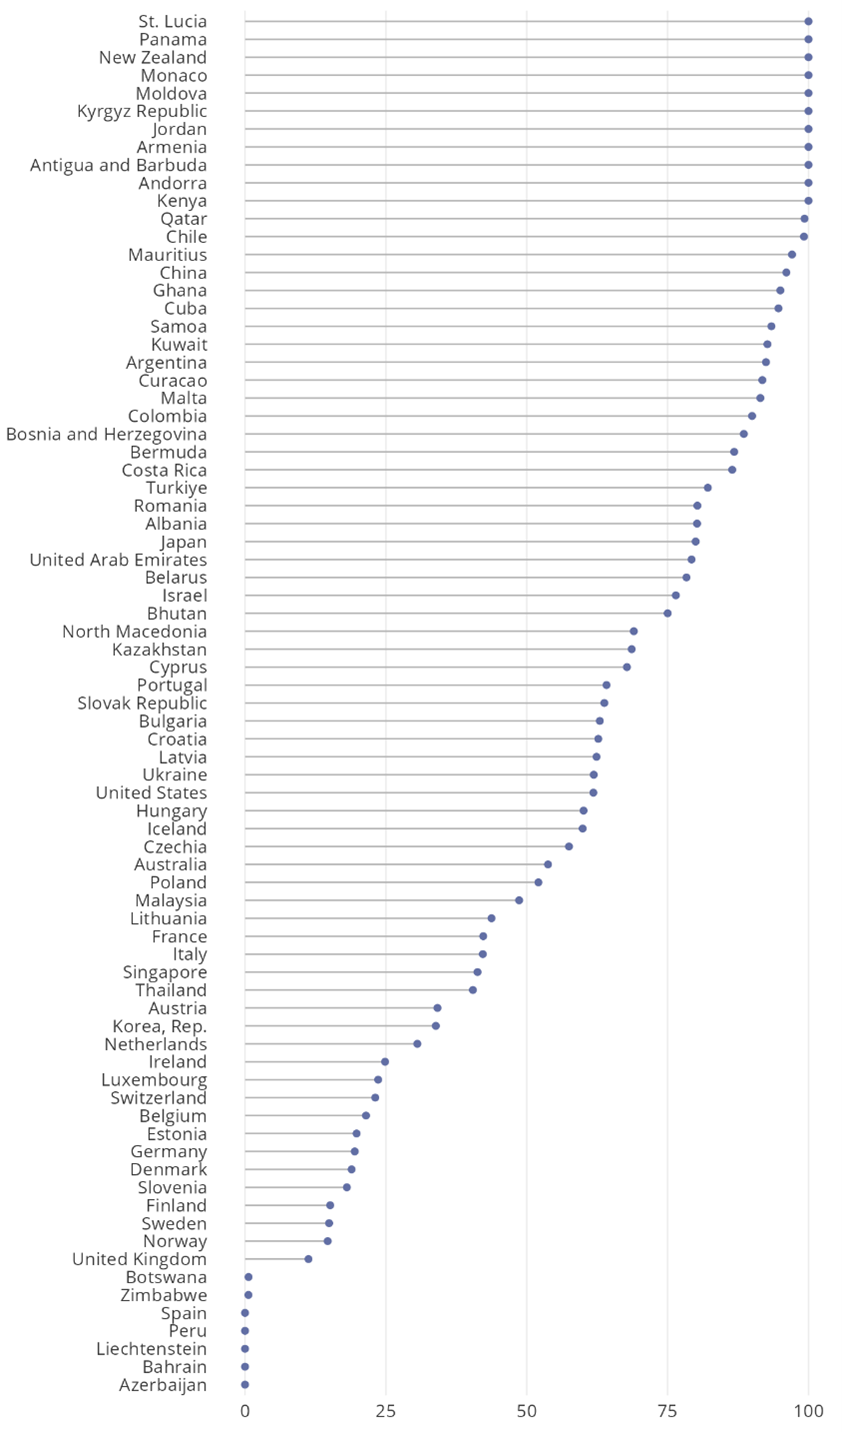 St. Lucia
Panama
New Zealand
Monaco
Moldova
Kyrgyz Republic
Jordan
Armenia
Antigua and Barbuda
Andorra
Kenya
Qatar
Chile
Mauritius
China
Ghana
Cuba
Samoa
Kuwait
Argentina
Curacao
Malta
Colombia
Bosnia and Herzegovina
Bermuda
Costa Rica
Turkiye
Romania
Albania
Japan
United Arab Emirates
Belarus
Israel
Bhutan
North Macedonia
Kazakhstan
Cyprus
Portugal
Slovak Republic
Bulgaria
Croatia
Latvia
Ukraine
United States
Hungary
Iceland
Czechia
Australia
Poland
Malaysia
Lithuania
France
Italy
Singapore
Thailand
Austria
Korea, Rep.
Netherlands
Ireland
Luxembourg
Switzerland
Belgium
Estonia
Germany
Denmark
Slovenia
Finland
Sweden
Norway
United Kingdom
Botswana
Zimbabwe
Spain
Peru
Liechtenstein
Bahrain
Azerbaijan
0 25 50 75 100